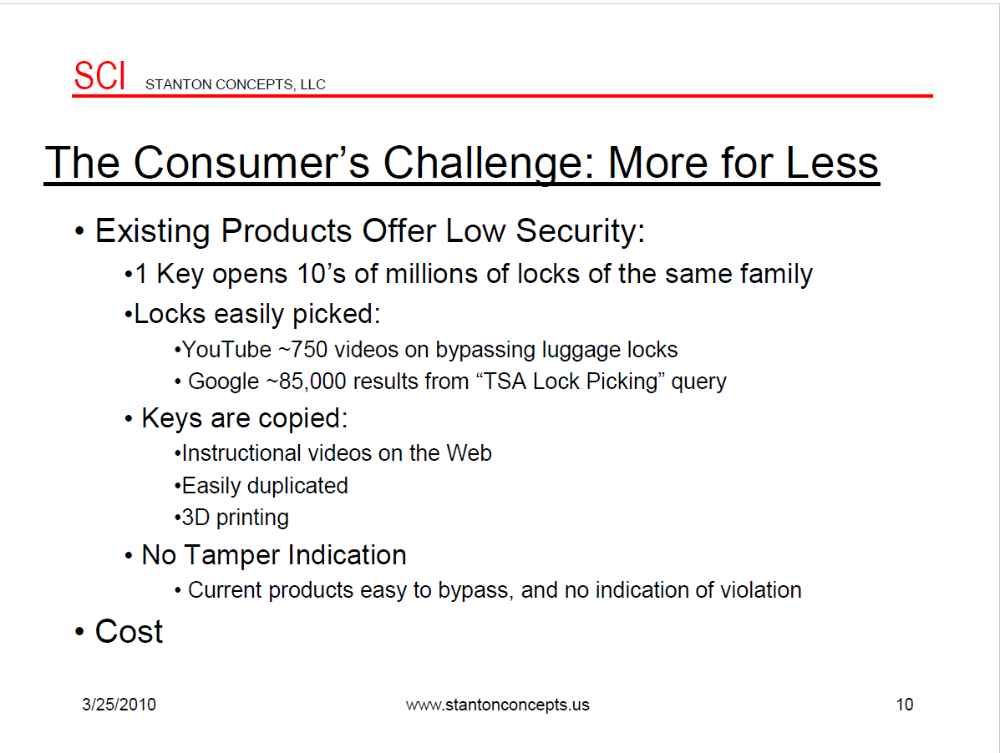 SCI STANTON CONCEPTS, LLC
The Consumer’s Challenge: More for Less
• Existing Products Offer Low Security:
•1 Key opens 10’s of millions of locks of the same family
•Locks easily picked:
•YouTube ~750 videos on bypassing luggage locks
• Google ~85,000 results from “TSA Lock Picking” query
• Keys are copied:
•Instructional videos on the Web
•Easily duplicated
•3D printing
• No Tamper Indication
• Current products easy to bypass, and no indication of violation
• Cost
3/25/2010 www.stantonconcepts.us 10